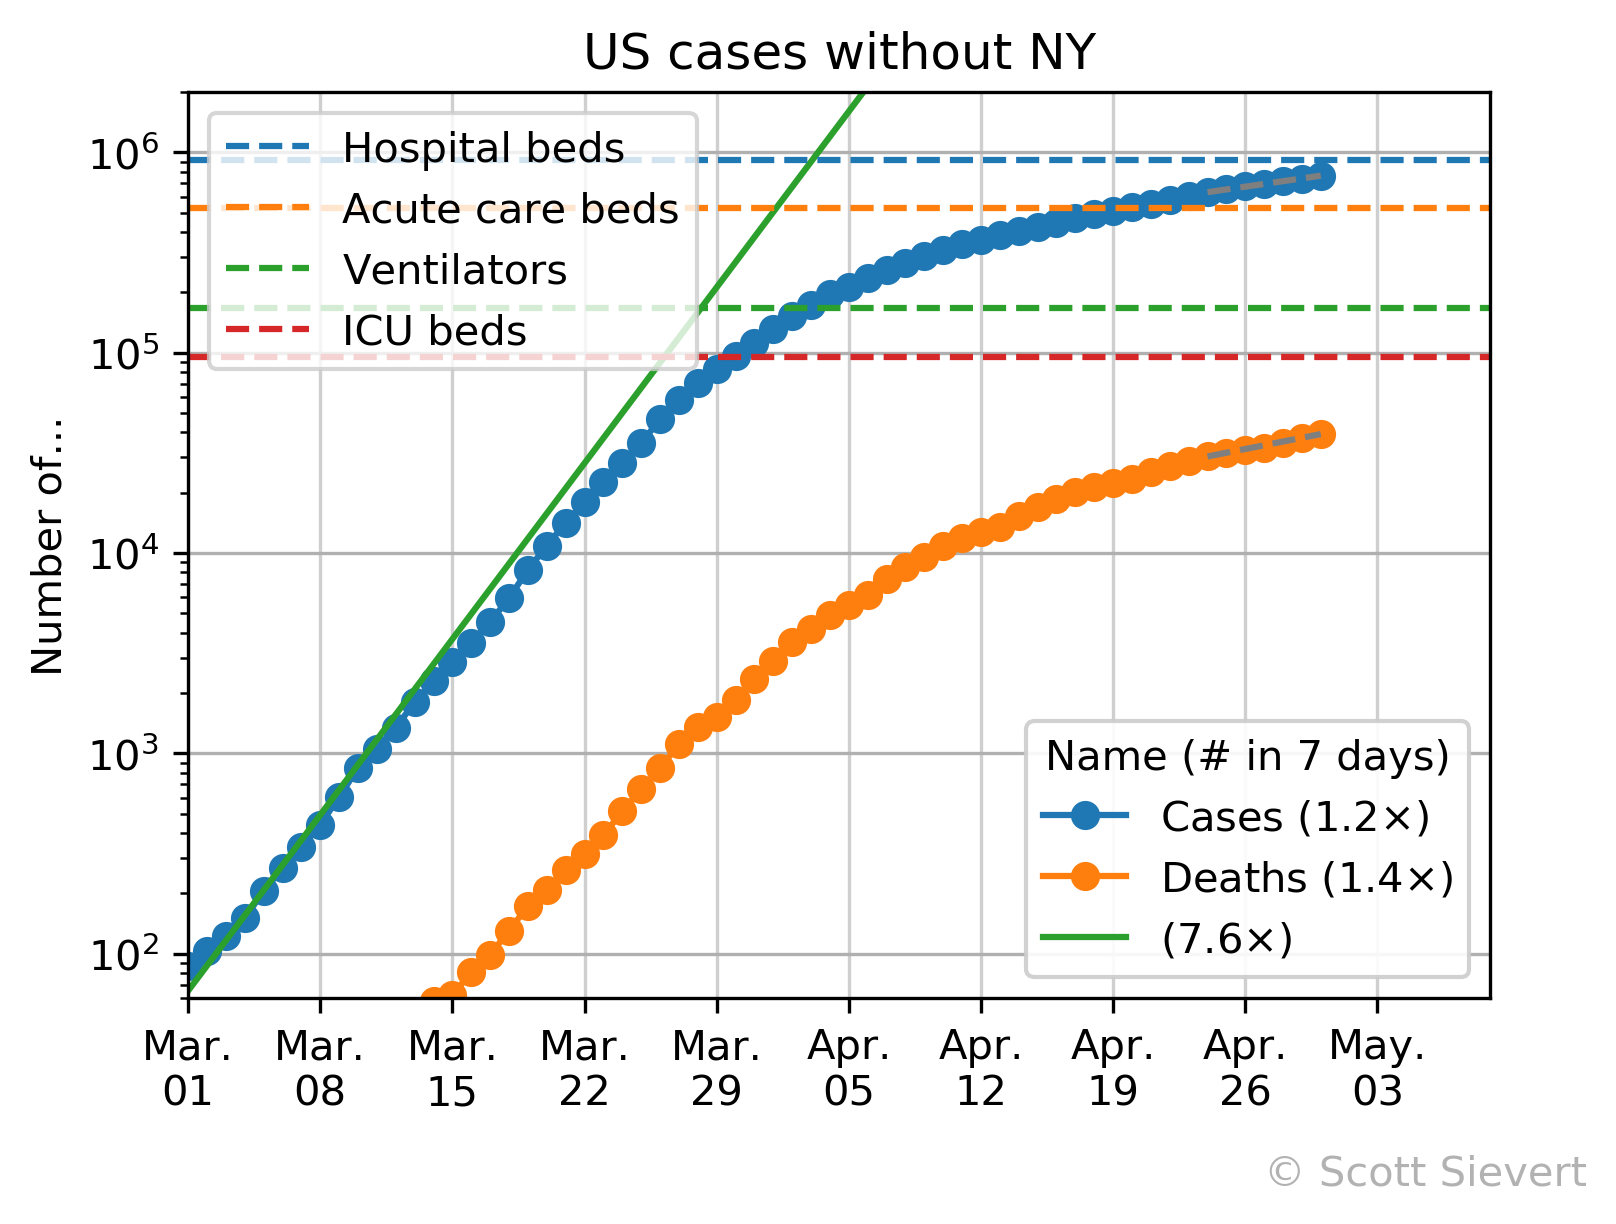 US cases without NY
Hospital beds
Acute care beds
Ventilators
ICU beds
Number of...
10⁶
10⁵
10⁴
10³
10²
Name (# in 7 days)
Cases (1.2×)
Deaths (1.4×)
(7.6×)
Mar. 01
Mar. 08
Mar. 15
Mar. 22
Mar. 29
Apr. 05
Apr. 12
Apr. 19
Apr. 26
May. 03
© Scott Sievert